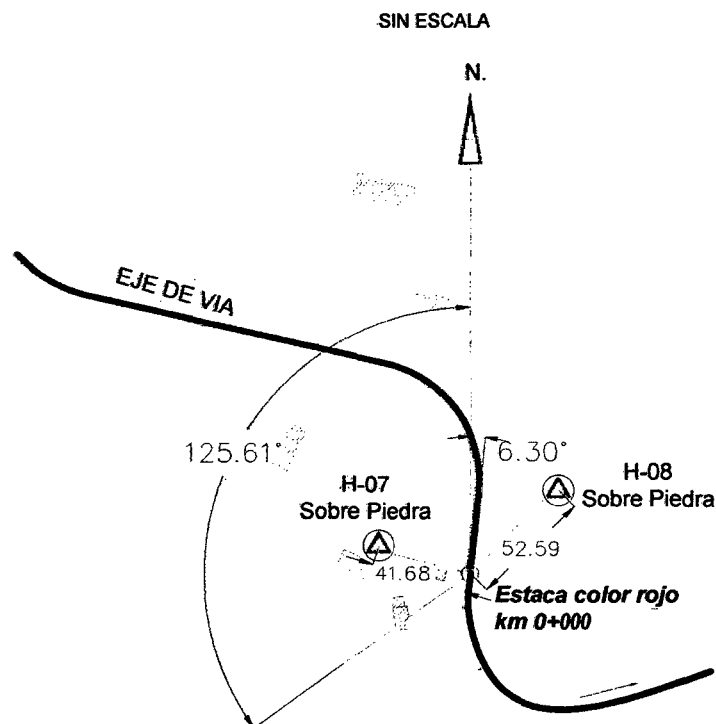 SIN ESCALA
N.
EJE DE VIA
125.61°
6.30°
H-07
Sobre Piedra
H-08
Sobre Piedra
52.59
41.68
Estaca color rojo
km 0+000